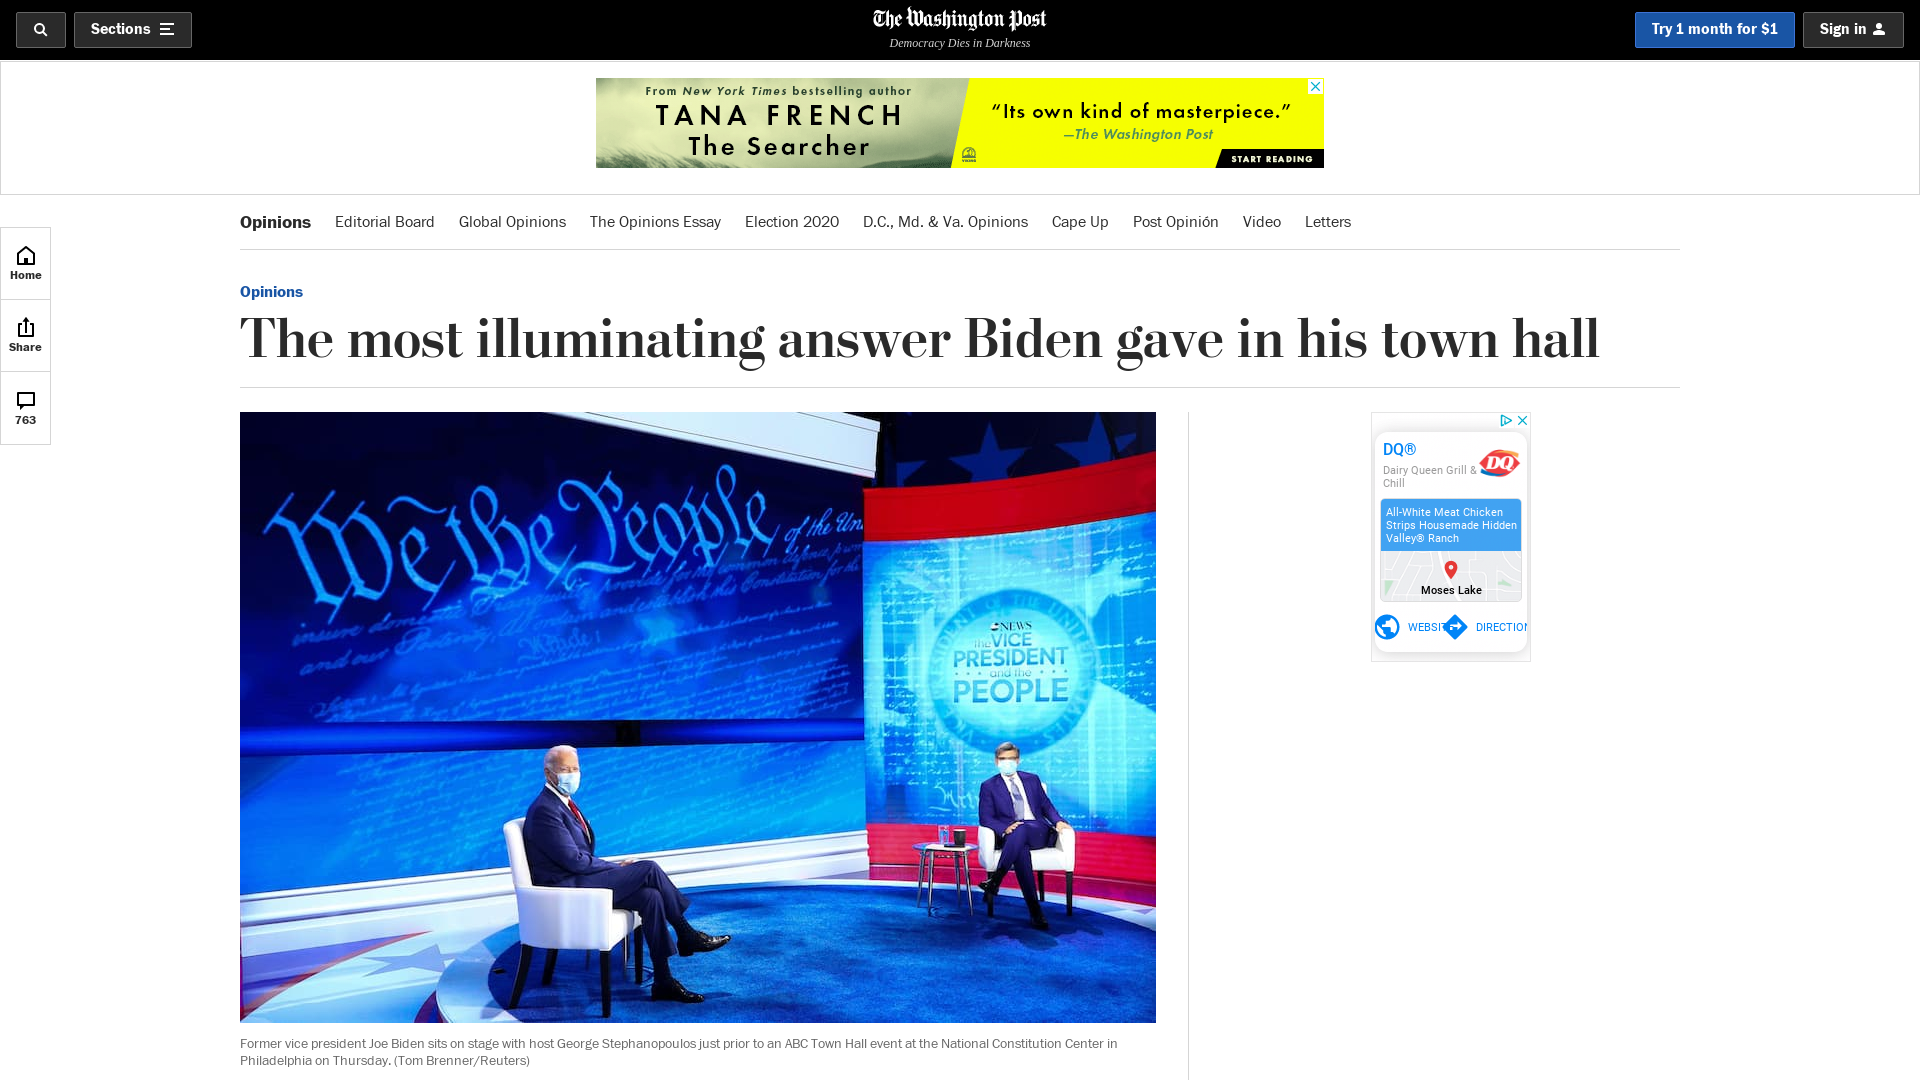 Sections
The Washington Post
Democracy Dies in Darkness
Try 1 month for $1
Sign in
From New York Times bestselling author
TANA FRENCH
The Searcher
“Its own kind of masterpiece.”
—The Washington Post
VIKING
START READING
Opinions Editorial Board Global Opinions The Opinions Essay Election 2020 D.C., Md. & Va. Opinions Cape Up Post Opinión Video Letters
Home
Share
763
Opinions
The most illuminating answer Biden gave in his town hall
We the People
of the Uni
abc NEWS
the VICE
PRESIDENT
and the
PEOPLE
DQ®
Dairy Queen Grill &
Chill
DQ
All-White Meat Chicken
Strips Housemade Hidden
Valley® Ranch
Moses Lake
WEBSIT
DIRECTION
Former vice president Joe Biden sits on stage with host George Stephanopoulos just prior to an ABC Town Hall event at the National Constitution Center in
Philadelphia on Thursday. (Tom Brenner/Reuters)